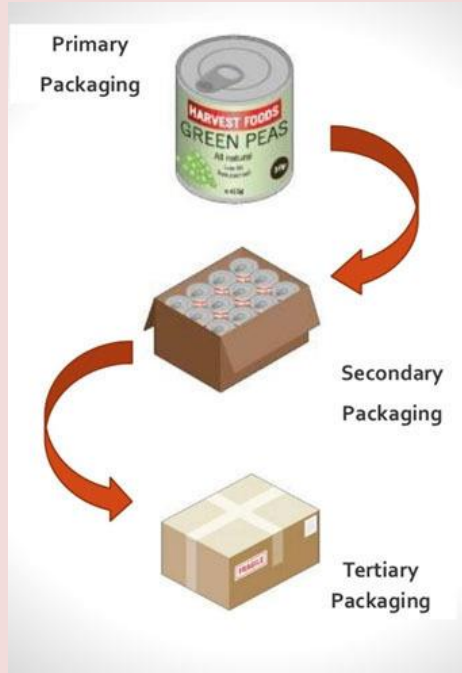 Primary
Packaging
HARVEST FOODS
GREEN PEAS
All natural
Secondary
Packaging
FRAGILE
Tertiary
Packaging